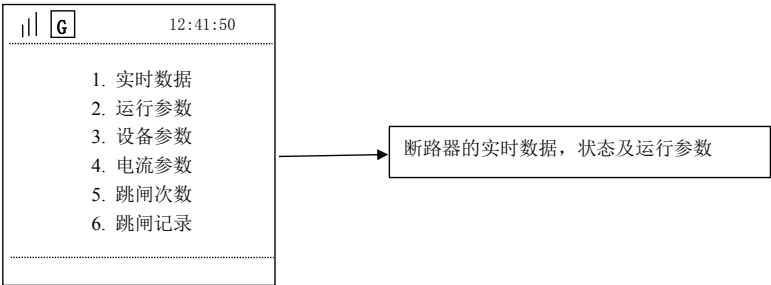 G 12:41:50
1. 实时数据
2. 运行参数
3. 设备参数
4. 电流参数
5. 跳闸次数
6. 跳闸记录
断路器的实时数据，状态及运行参数